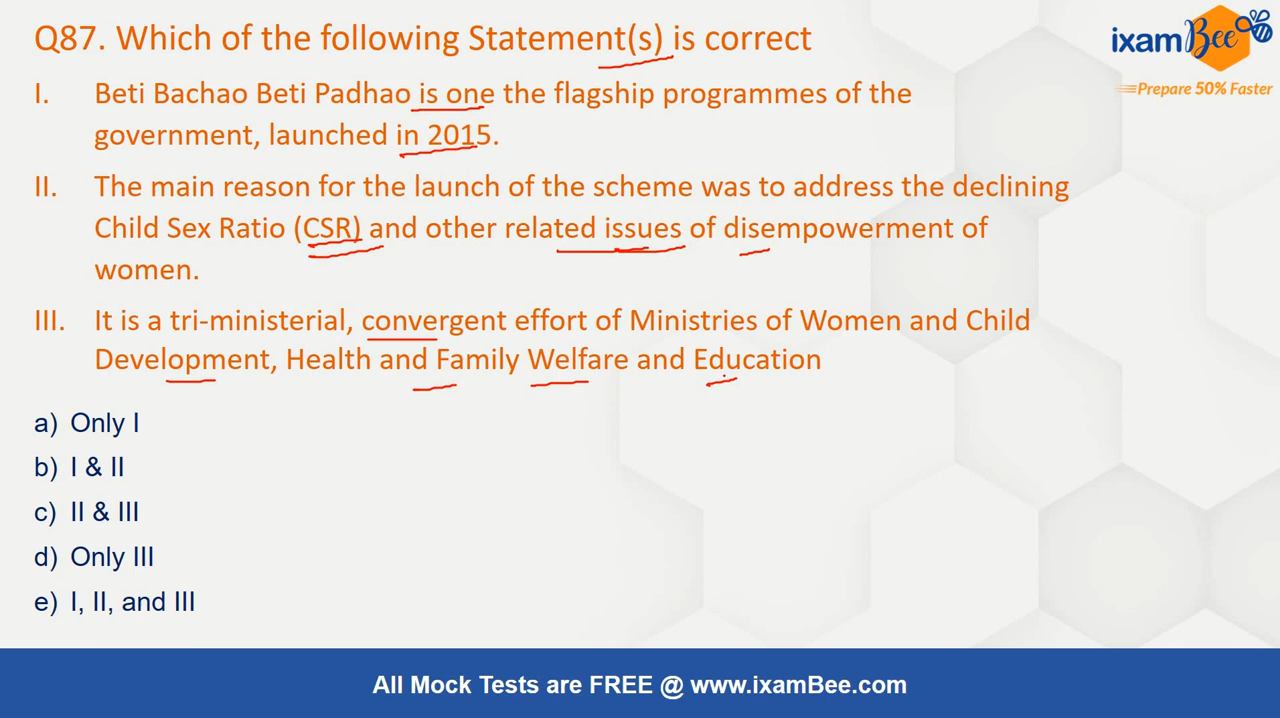 Q87. Which of the following Statement(s) is correct
ixamBee
Prepare 50% Faster
I. Beti Bachao Beti Padhao is one the flagship programmes of the
government, launched in 2015.
II. The main reason for the launch of the scheme was to address the declining
Child Sex Ratio (CSR) and other related issues of disempowerment of
women.
III. It is a tri-ministerial, convergent effort of Ministries of Women and Child
Development, Health and Family Welfare and Education
a) Only I
b) I & II
c) II & III
d) Only III
e) I, II, and III
All Mock Tests are FREE @ www.ixamBee.com